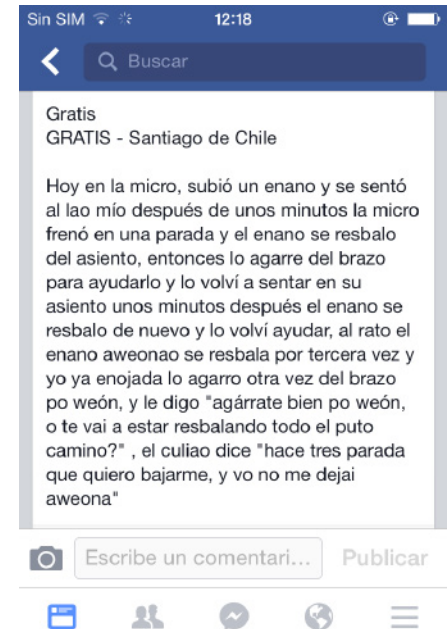 Sin SIM 12:18
Buscar
Gratis
GRATIS - Santiago de Chile
Hoy en la micro, subió un enano y se sentó
al lao mío después de unos minutos la micro
frenó en una parada y el enano se resbalo
del asiento, entonces lo agarre del brazo
para ayudarlo y lo volví a sentar en su
asiento unos minutos después el enano se
resbalo de nuevo y lo volví ayudar, al rato el
enano aweonao se resbala por tercera vez y
yo ya enojada lo agarro otra vez del brazo
po weón, y le digo "agárrate bien po weón,
o te vai a estar resbalando todo el puto
camino?" , el culiao dice "hace tres parada
que quiero bajarme, y vo no me dejai
aweona"
Escribe un comentari... Publicar